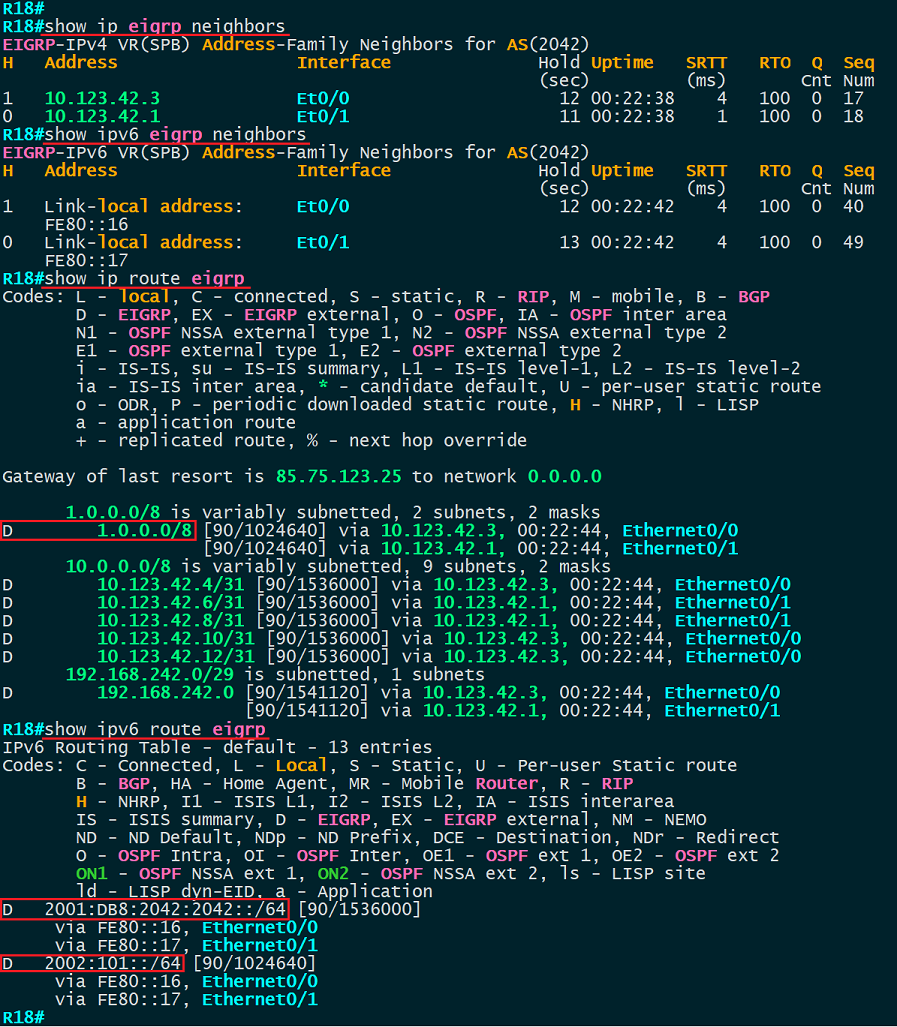 R18#
R18#show ip eigrp neighbors
EIGRP-IPv4 VR(SPB) Address-Family Neighbors for AS(2042)
H   Address                 Interface              Hold Uptime   SRTT   RTO  Q  Seq
                                                   (sec)         (ms)       Cnt Num
1   10.123.42.3             Et0/0                    12 00:22:38    4   100  0  17
0   10.123.42.1             Et0/1                    11 00:22:38    1   100  0  18
R18#show ipv6 eigrp neighbors
EIGRP-IPv6 VR(SPB) Address-Family Neighbors for AS(2042)
H   Address                 Interface              Hold Uptime   SRTT   RTO  Q  Seq
                                                   (sec)         (ms)       Cnt Num
1   Link-local address:     Et0/0                    12 00:22:42    4   100  0  40
    FE80::16
0   Link-local address:     Et0/1                    13 00:22:42    4   100  0  49
    FE80::17
R18#show ip route eigrp
Codes: L - local, C - connected, S - static, R - RIP, M - mobile, B - BGP
       D - EIGRP, EX - EIGRP external, O - OSPF, IA - OSPF inter area
       N1 - OSPF NSSA external type 1, N2 - OSPF NSSA external type 2
       E1 - OSPF external type 1, E2 - OSPF external type 2
       i - IS-IS, su - IS-IS summary, L1 - IS-IS level-1, L2 - IS-IS level-2
       ia - IS-IS inter area, * - candidate default, U - per-user static route
       o - ODR, P - periodic downloaded static route, H - NHRP, l - LISP
       a - application route
       + - replicated route, % - next hop override
Gateway of last resort is 85.75.123.25 to network 0.0.0.0
      1.0.0.0/8 is variably subnetted, 2 subnets, 2 masks
D        1.0.0.0/8 [90/1024640] via 10.123.42.3, 00:22:44, Ethernet0/0
                   [90/1024640] via 10.123.42.1, 00:22:44, Ethernet0/1
      10.0.0.0/8 is variably subnetted, 9 subnets, 2 masks
D        10.123.42.4/31 [90/1536000] via 10.123.42.3, 00:22:44, Ethernet0/0
D        10.123.42.6/31 [90/1536000] via 10.123.42.1, 00:22:44, Ethernet0/1
D        10.123.42.8/31 [90/1536000] via 10.123.42.1, 00:22:44, Ethernet0/1
D        10.123.42.10/31 [90/1536000] via 10.123.42.3, 00:22:44, Ethernet0/0
D        10.123.42.12/31 [90/1536000] via 10.123.42.3, 00:22:44, Ethernet0/0
      192.168.242.0/29 is subnetted, 1 subnets
D        192.168.242.0 [90/1541120] via 10.123.42.3, 00:22:44, Ethernet0/0
                       [90/1541120] via 10.123.42.1, 00:22:44, Ethernet0/1
R18#show ipv6 route eigrp
IPv6 Routing Table - default - 13 entries
Codes: C - Connected, L - Local, S - Static, U - Per-user Static route
       B - BGP, HA - Home Agent, MR - Mobile Router, R - RIP
       H - NHRP, I1 - ISIS L1, I2 - ISIS L2, IA - ISIS interarea
       IS - ISIS summary, D - EIGRP, EX - EIGRP external, NM - NEMO
       ND - ND Default, NDp - ND Prefix, DCE - Destination, NDr - Redirect
       O - OSPF Intra, OI - OSPF Inter, OE1 - OSPF ext 1, OE2 - OSPF ext 2
       ON1 - OSPF NSSA ext 1, ON2 - OSPF NSSA ext 2, ls - LISP site
       ld - LISP dyn-EID, a - Application
D   2001:DB8:2042:2042::/64 [90/1536000]
     via FE80::16, Ethernet0/0
     via FE80::17, Ethernet0/1
D   2002:101::/64 [90/1024640]
     via FE80::16, Ethernet0/0
     via FE80::17, Ethernet0/1
R18#